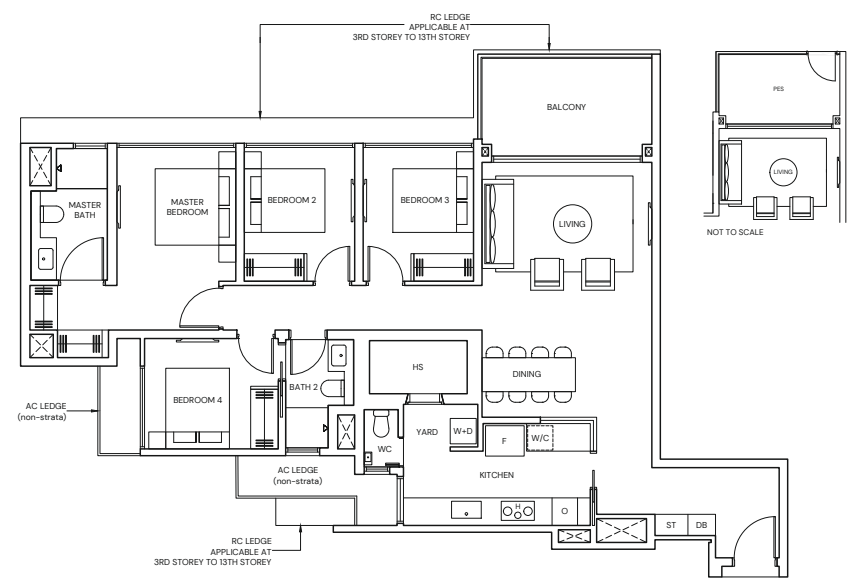 RC LEDGE
APPLICABLE AT
3RD STOREY TO 13TH STOREY
BALCONY
PES
MASTER
BATH
MASTER
BEDROOM
BEDROOM 2
BEDROOM 3
LIVING
LIVING
NOT TO SCALE
HS
DINING
BATH 2
BEDROOM 4
AC LEDGE
(non-strata)
YARD
W+D
F
W/C
WC
KITCHEN
AC LEDGE
(non-strata)
H
O
ST
DB
RC LEDGE
APPLICABLE AT
3RD STOREY TO 13TH STOREY